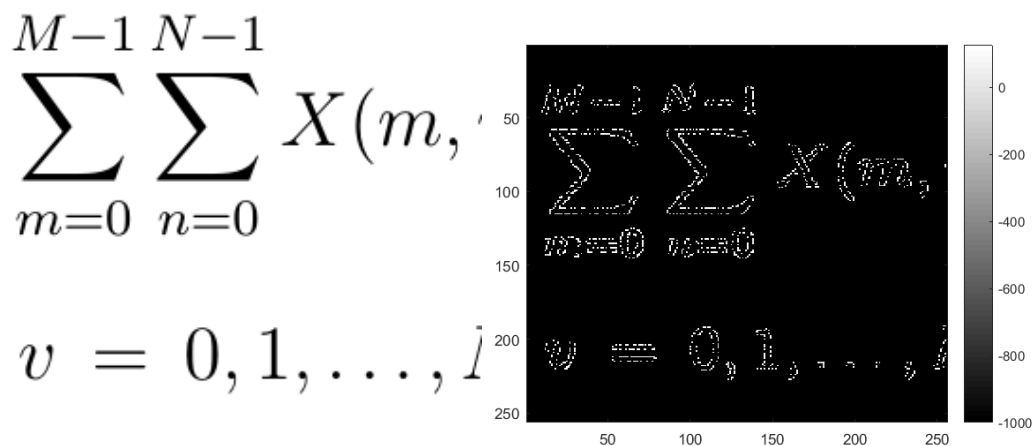 M−1 N−1
∑ ∑ X(m,
m=0 n=0
v = 0, 1, . . . ,
M−1 N−1
∑ ∑ X(m,
m=0 n=0
v = 0, 1, . . . ,
50
100
150
200
250
50 100 150 200 250
0
-200
-400
-600
-800
-1000